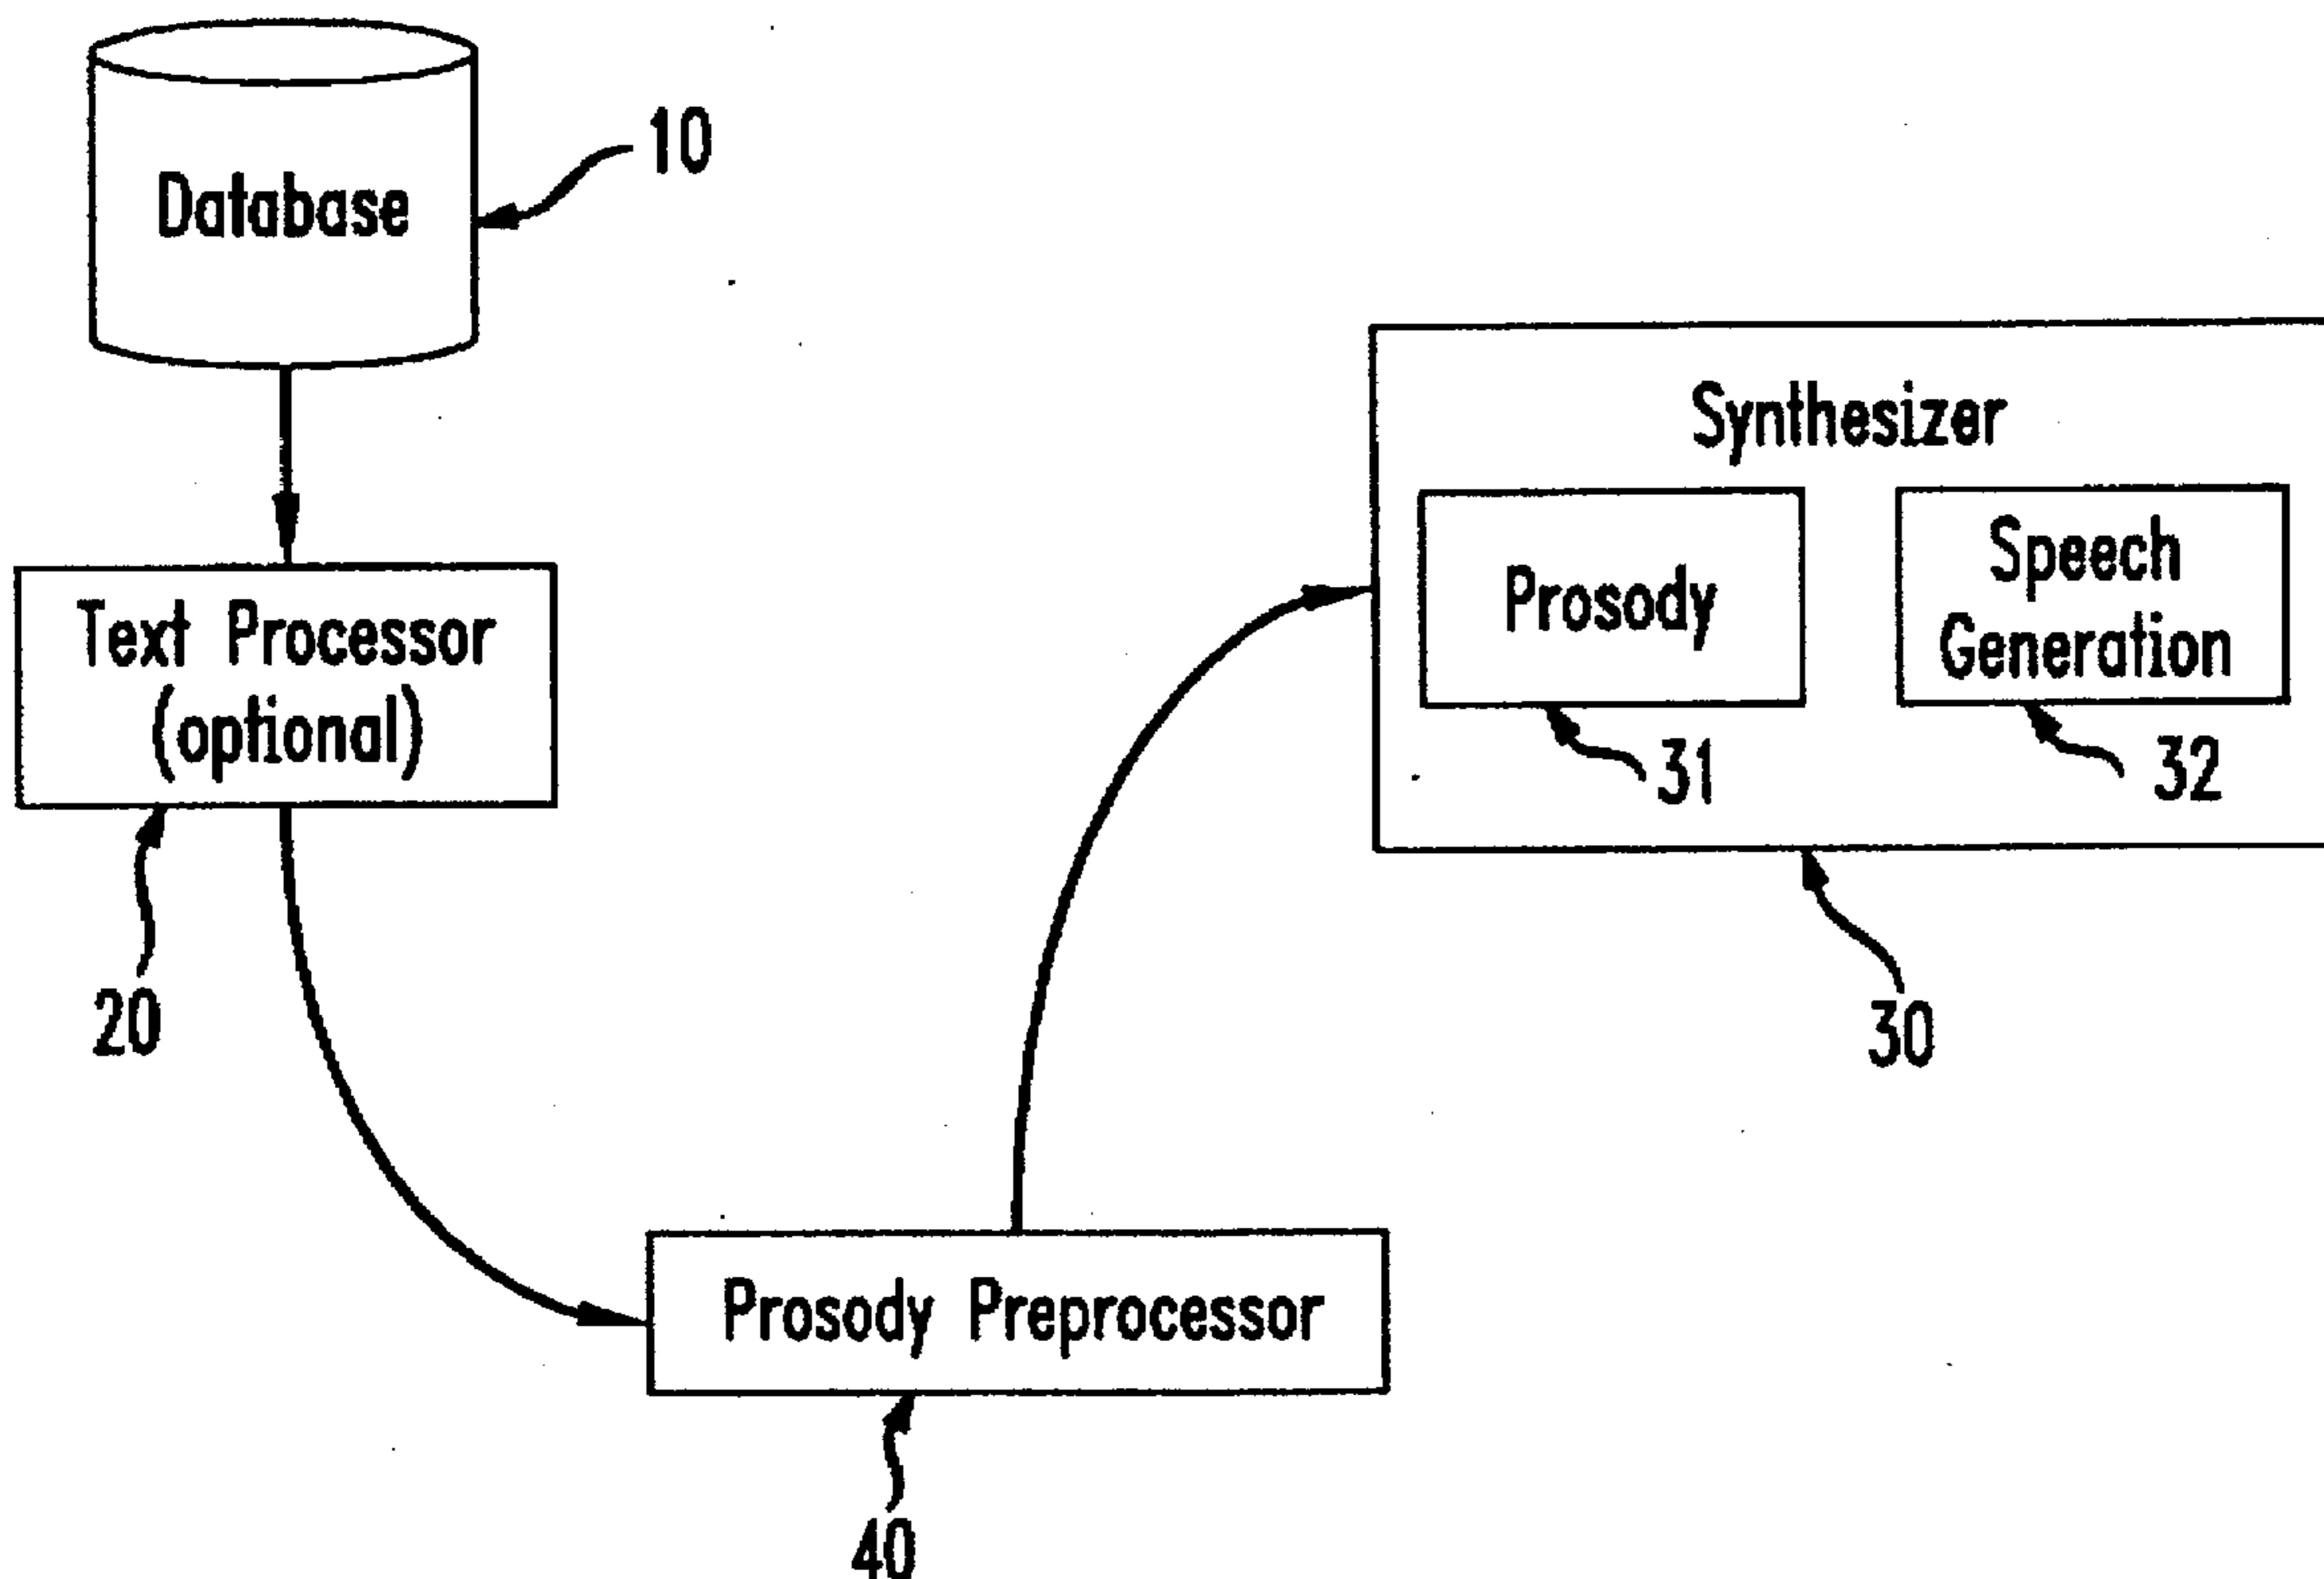 Database
10
Text Processor
(optional)
20
Prosody Preprocessor
40
Synthesizer
Prosody
31
Speech
Generation
32
30